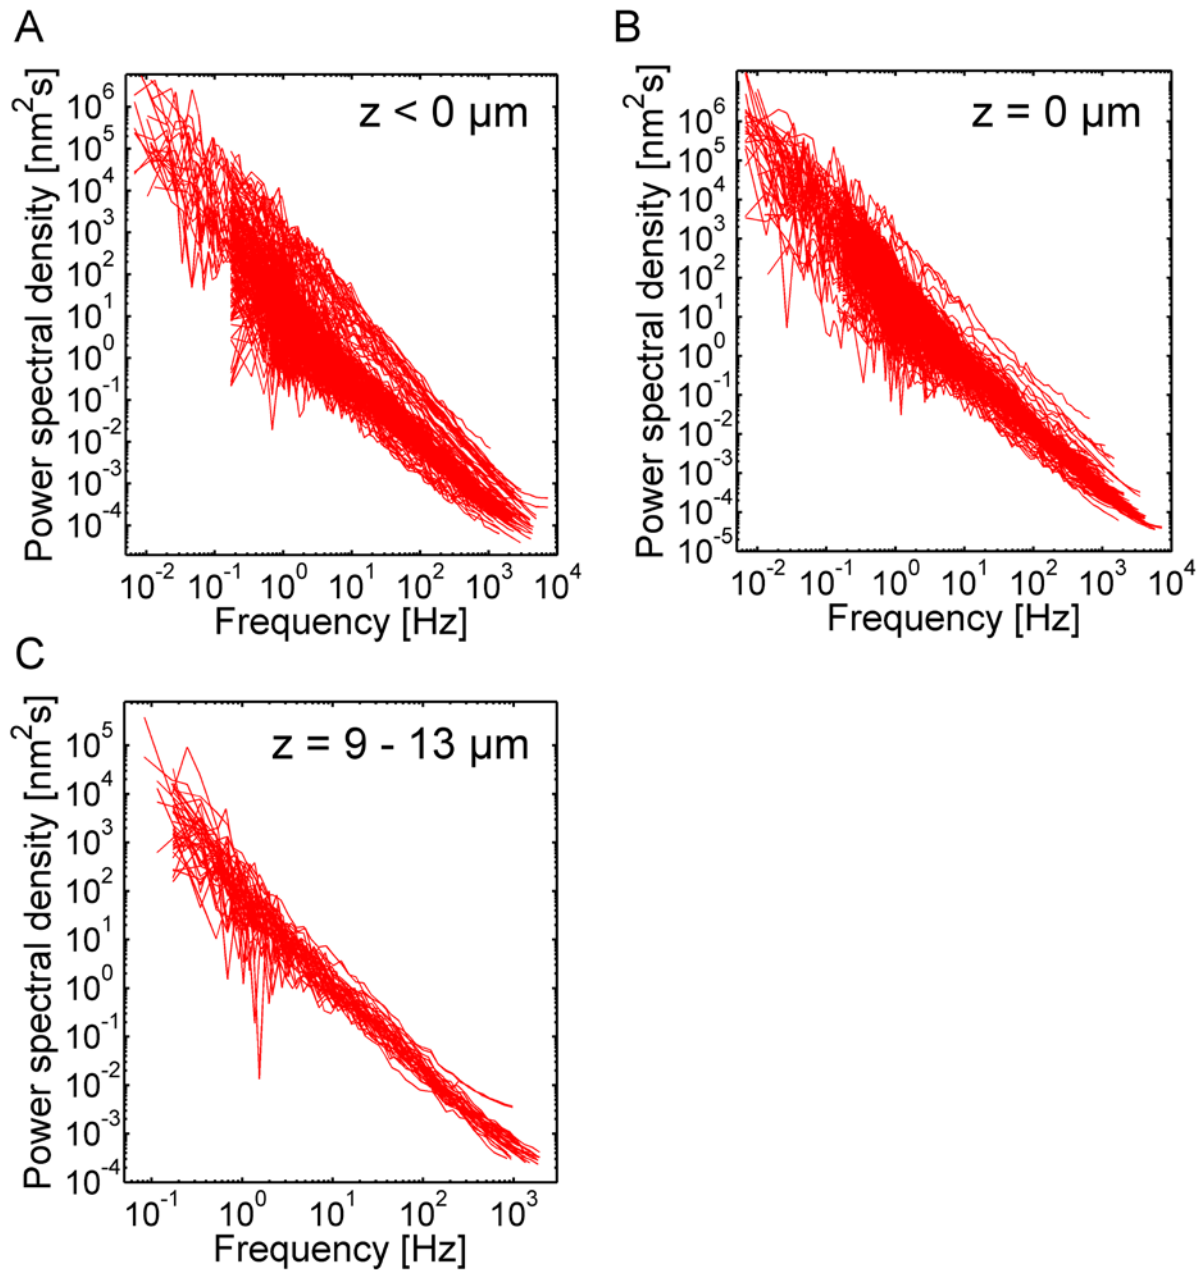 A
Power spectral density [nm²s]
10⁶
10⁵
10⁴
10³
10²
10¹
10⁰
10⁻¹
10⁻²
10⁻³
10⁻⁴
z < 0 μm
10⁻² 10⁻¹ 10⁰ 10¹ 10² 10³ 10⁴
Frequency [Hz]
B
Power spectral density [nm²s]
10⁶
10⁵
10⁴
10³
10²
10¹
10⁰
10⁻¹
10⁻²
10⁻³
10⁻⁴
10⁻⁵
z = 0 μm
10⁻² 10⁻¹ 10⁰ 10¹ 10² 10³ 10⁴
Frequency [Hz]
C
Power spectral density [nm²s]
10⁵
10⁴
10³
10²
10¹
10⁰
10⁻¹
10⁻²
10⁻³
10⁻⁴
z = 9 - 13 μm
10⁻¹ 10⁰ 10¹ 10² 10³
Frequency [Hz]